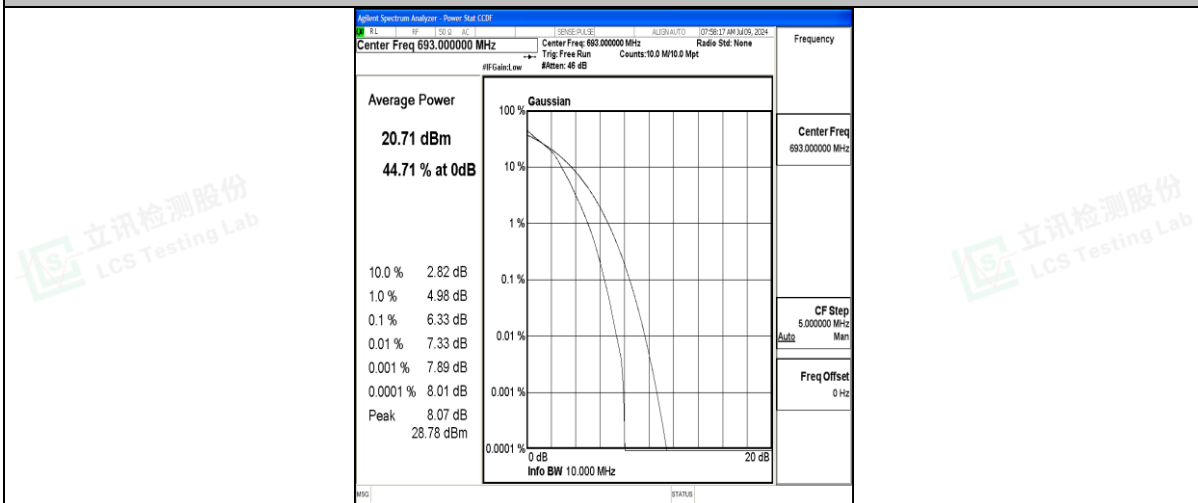 Agilent Spectrum Analyzer - Power Stat CCDF
RL RF 50 Ω AC SENSE:PULSE ALIGN AUTO 07:58:17 AM Jul 09, 2024
Center Freq 693.000000 MHz
Center Freq: 693.000000 MHz Radio Std: None
Trig: Free Run Counts:10.0 M/10.0 Mpt
#IFGain:Low #Atten: 46 dB
Frequency
Average Power
20.71 dBm
44.71 % at 0dB
10.0 % 2.82 dB
1.0 % 4.98 dB
0.1 % 6.33 dB
0.01 % 7.33 dB
0.001 % 7.89 dB
0.0001 % 8.01 dB
Peak 8.07 dB
28.78 dBm
Gaussian
100 %
10 %
1 %
0.1 %
0.01 %
0.001 %
0.0001 %
0 dB 20 dB
Info BW 10.000 MHz
Center Freq
693.000000 MHz
CF Step
5.000000 MHz
Auto Man
Freq Offset
0 Hz
MSG STATUS
立讯检测股份
LCS Testing Lab
立讯检测股份
LCS Testing Lab